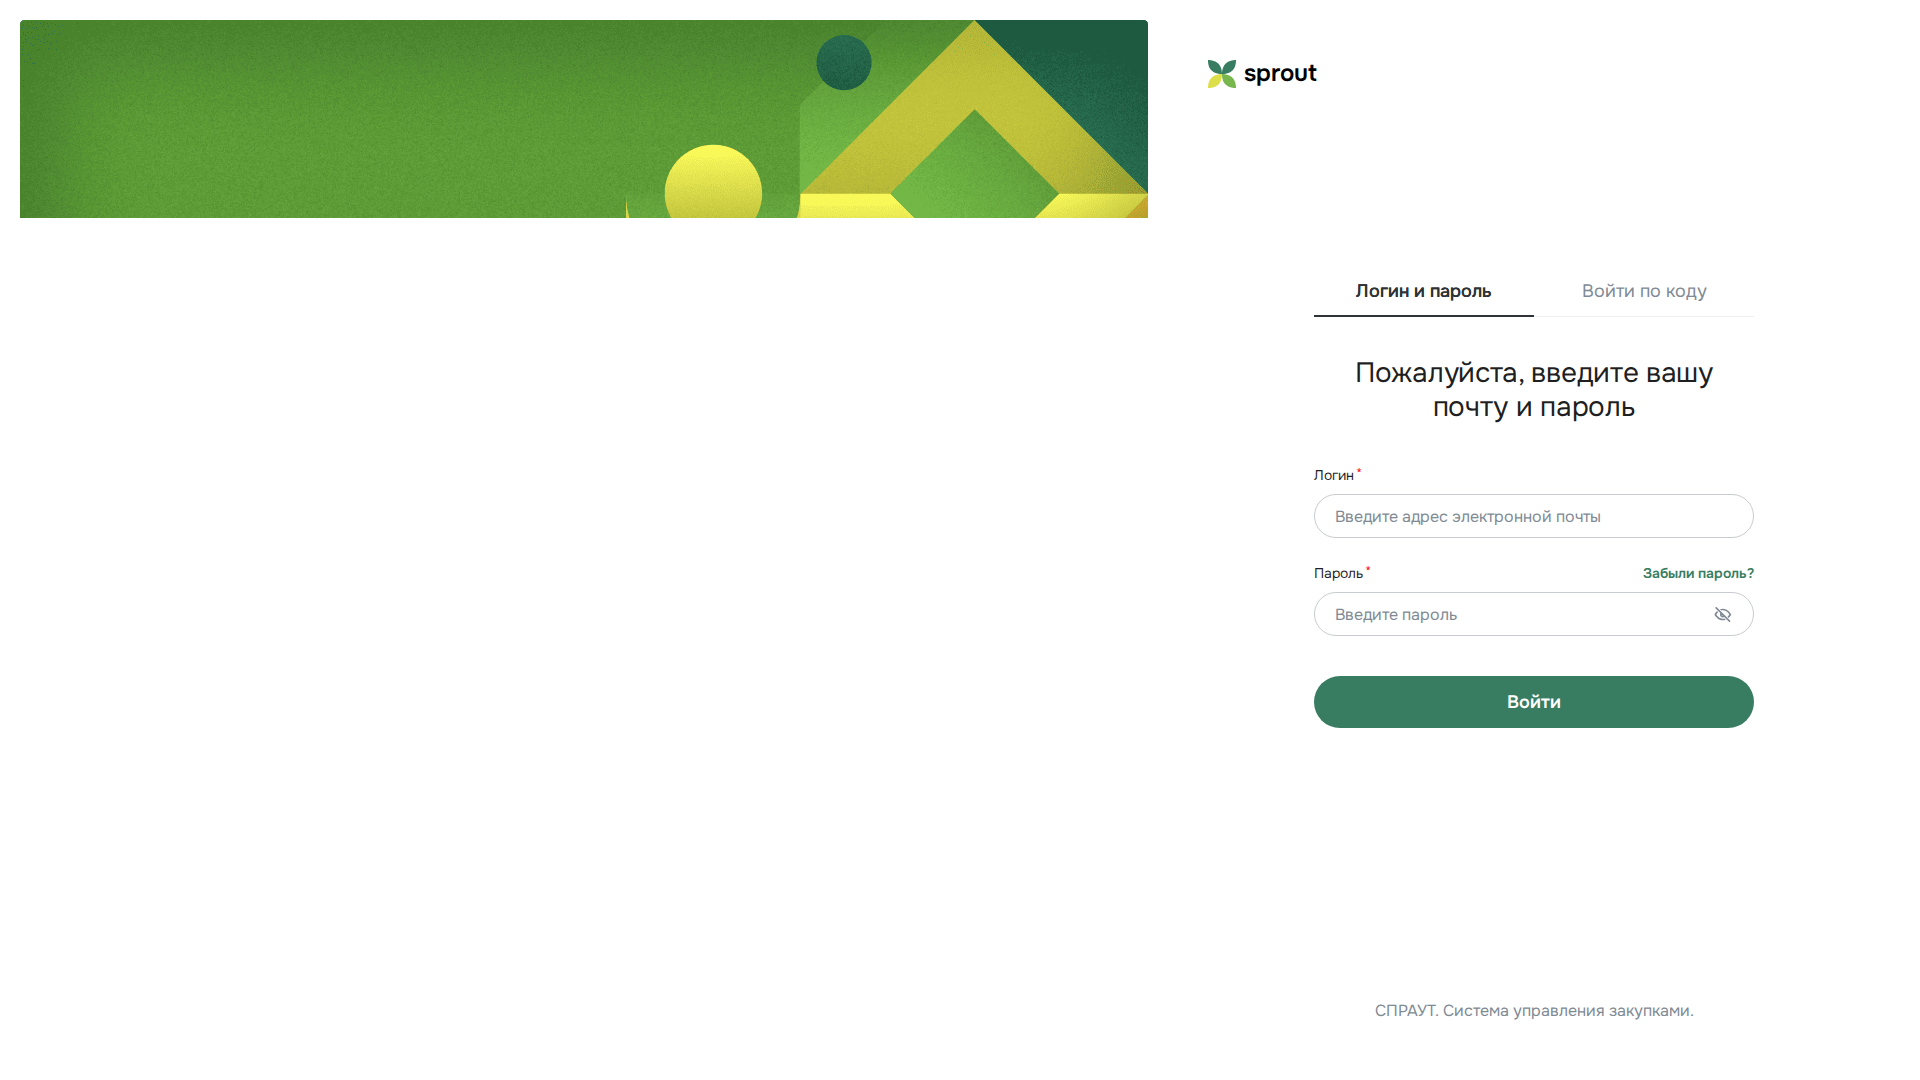 sprout
Логин и пароль
Войти по коду
Пожалуйста, введите вашу
почту и пароль
Логин *
Введите адрес электронной почты
Пароль *
Забыли пароль?
Введите пароль
Войти
СПРАУТ. Система управления закупками.